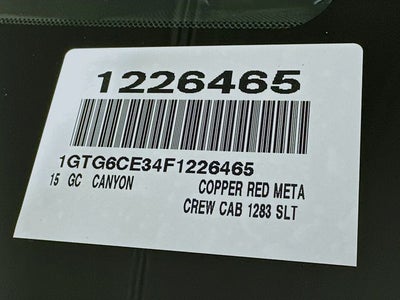 1226465
1GTG6CE34F1226465
15 GC CANYON COPPER RED META
CREW CAB 1283 SLT